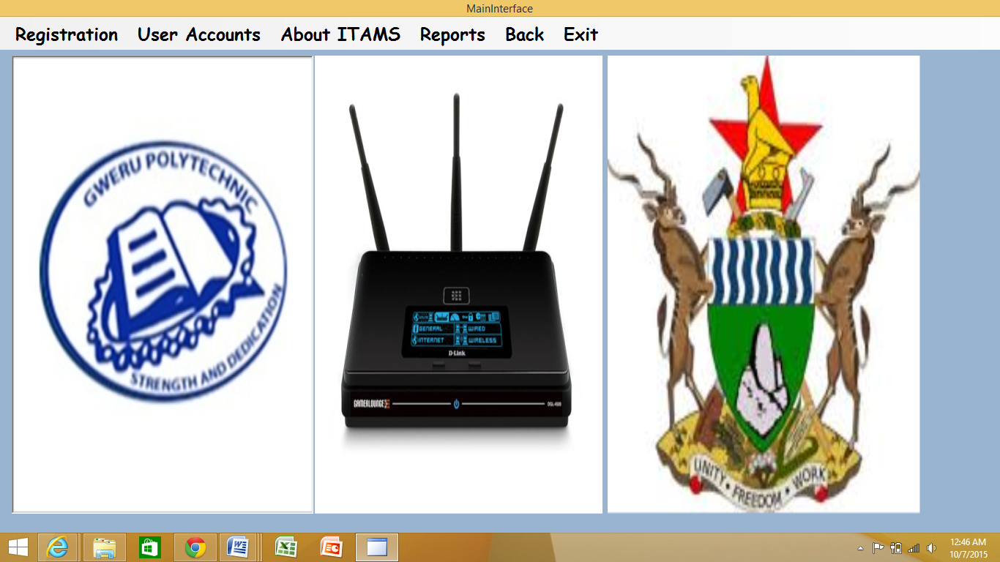 MainInterface
Registration User Accounts About ITAMS Reports Back Exit
GWERU POLYTECHNIC
STRENGTH AND DEDICATION
GENERAL WIRED
INTERNET WIRELESS
D-Link
GAMERLOUNGE DGL-4500
UNITY • FREEDOM • WORK
12:46 AM
10/7/2015